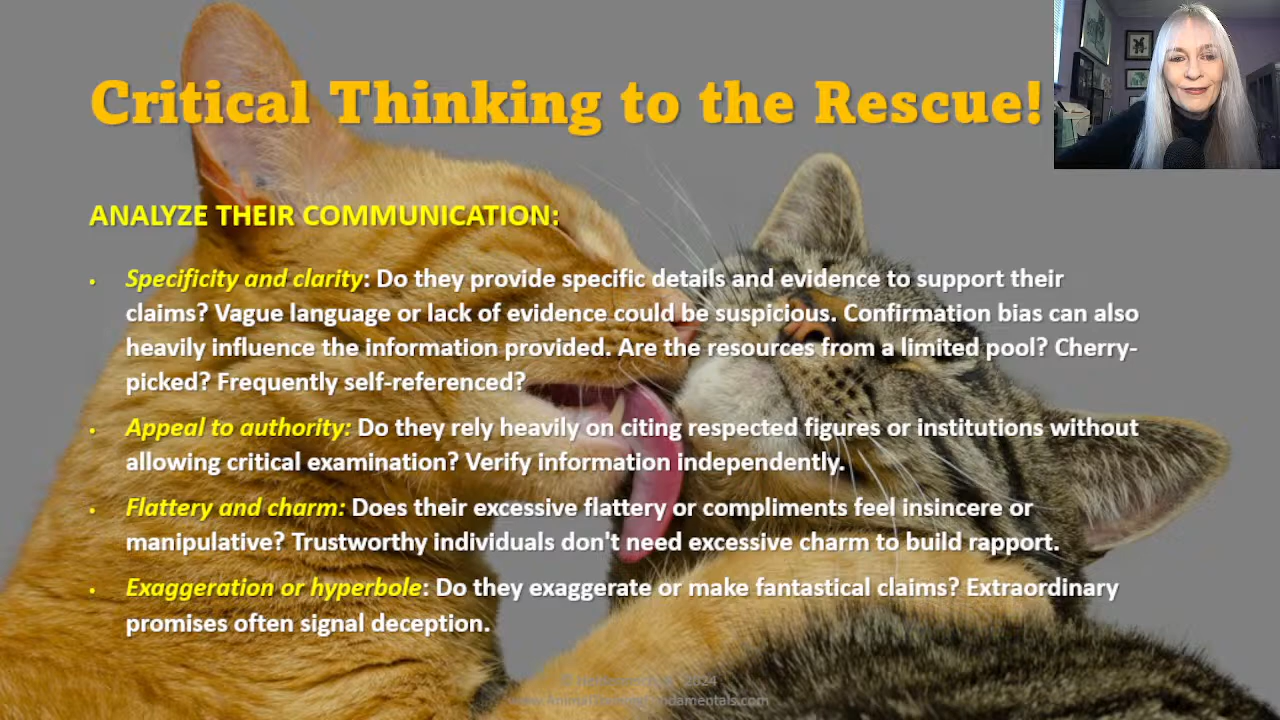 Critical Thinking to the Rescue!
ANALYZE THEIR COMMUNICATION:
• Specificity and clarity: Do they provide specific details and evidence to support their
claims? Vague language or lack of evidence could be suspicious. Confirmation bias can also
heavily influence the information provided. Are the resources from a limited pool? Cherry-
picked? Frequently self-referenced?
• Appeal to authority: Do they rely heavily on citing respected figures or institutions without
allowing critical examination? Verify information independently.
• Flattery and charm: Does their excessive flattery or compliments feel insincere or
manipulative? Trustworthy individuals don't need excessive charm to build rapport.
• Exaggeration or hyperbole: Do they exaggerate or make fantastical claims? Extraordinary
promises often signal deception.
© 2024